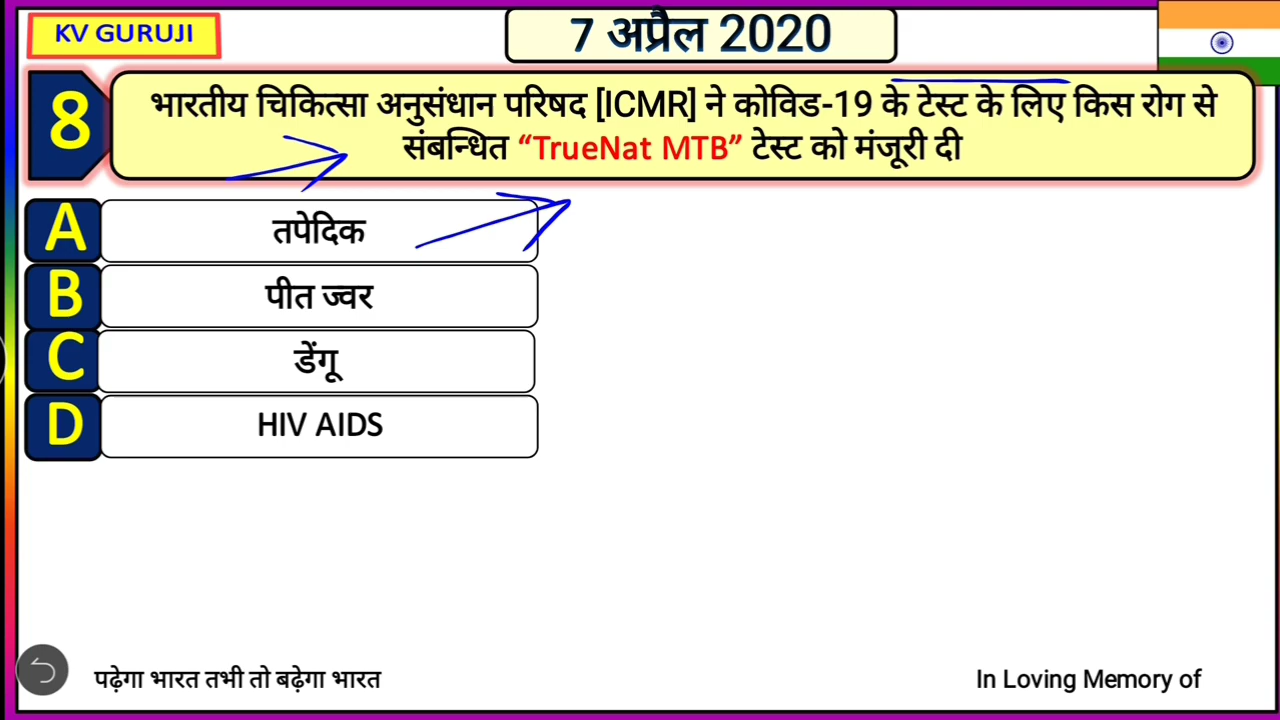 KV GURUJI
7 अप्रैल 2020
8
भारतीय चिकित्सा अनुसंधान परिषद [ICMR] ने कोविड-19 के टेस्ट के लिए किस रोग से
संबन्धित “TrueNat MTB” टेस्ट को मंजूरी दी
A तपेदिक
B पीत ज्वर
C डेंगू
D HIV AIDS
पढ़ेगा भारत तभी तो बढ़ेगा भारत
In Loving Memory of